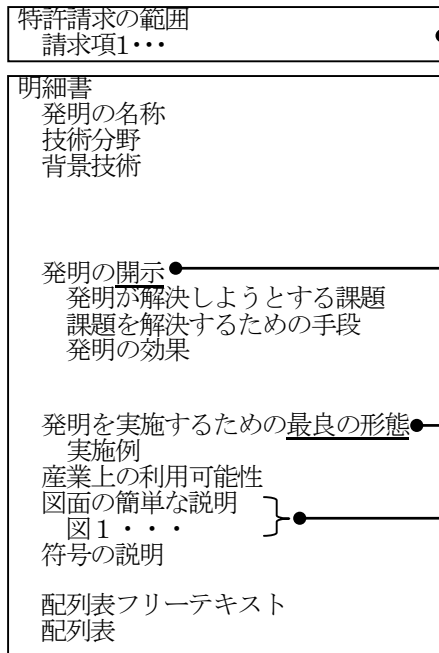 特許請求の範囲
請求項1・・・
明細書
発明の名称
技術分野
背景技術
発明の開示
発明が解決しようとする課題
課題を解決するための手段
発明の効果
発明を実施するための最良の形態
実施例
産業上の利用可能性
図面の簡単な説明
図１・・・
符号の説明
配列表フリーテキスト
配列表